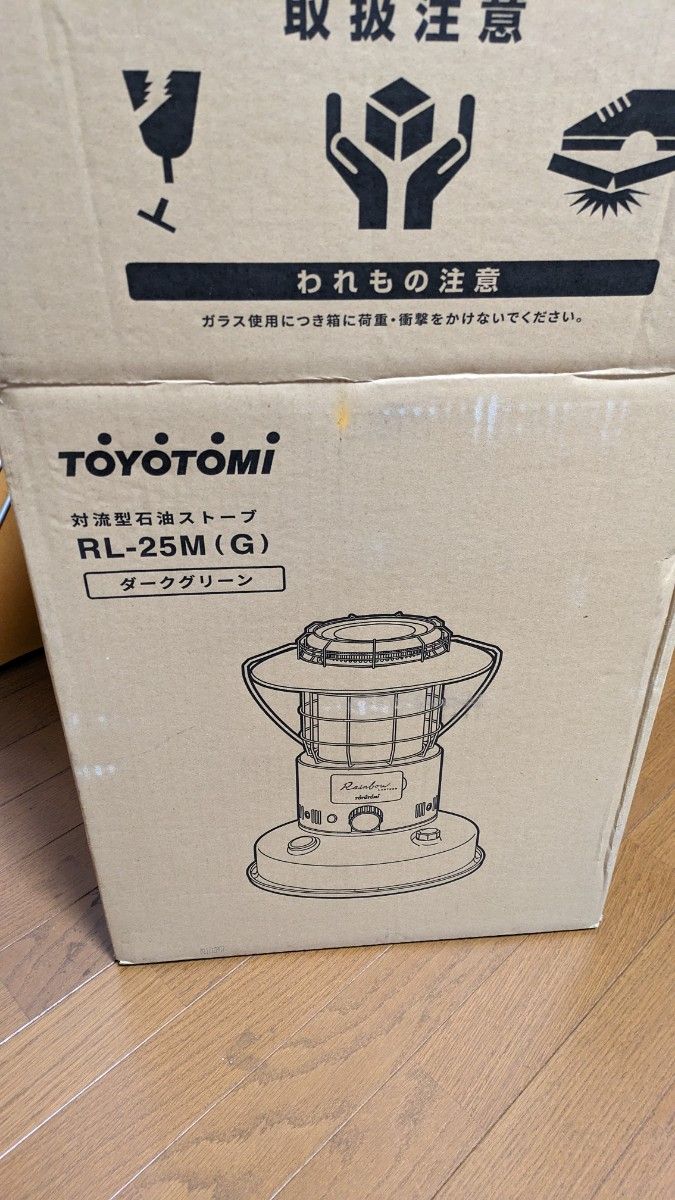 取扱注意
われもの注意
ガラス使用につき箱に荷重・衝撃をかけないでください。
TOYOTOMI
対流型石油ストーブ
RL-25M(G)
ダークグリーン
Rainbow
TOYOTOMI